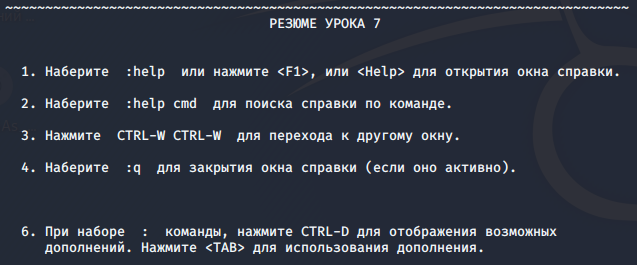 ~~~~~~~~~~~~~~~~~~~~~~~~~~~~~~~~~~~~~~~~~~~~~~~~~~~~~~~~~~~~~~~~~~~~~~~~~~~~~~
РЕЗЮМЕ УРОКА 7
1. Наберите :help или нажмите <F1>, или <Help> для открытия окна справки.
2. Наберите :help cmd для поиска справки по команде.
3. Нажмите CTRL-W CTRL-W для перехода к другому окну.
4. Наберите :q для закрытия окна справки (если оно активно).
6. При наборе : команды, нажмите CTRL-D для отображения возможных
дополнений. Нажмите <TAB> для использования дополнения.